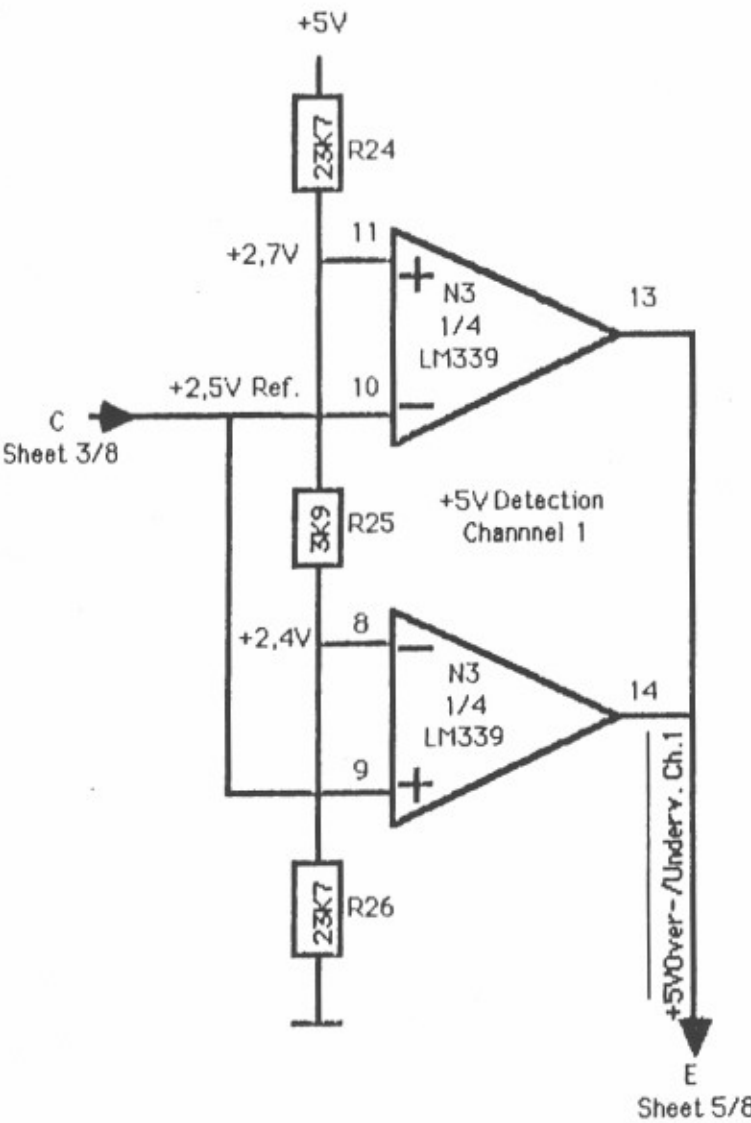 +5V
23K7
R24
+2,7V
11
+
N3
1/4
LM339
13
+2,5V Ref.
10
−
C
Sheet 3/8
3K9
R25
+5V Detection
Channnel 1
+2,4V
8
−
N3
1/4
LM339
14
9
+
23K7
R26
+5VOver-/Underv. Ch.1
E
Sheet 5/8